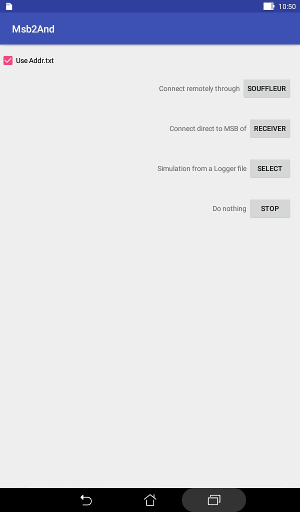 10:50
Msb2And
Use Addr.txt
Connect remotely through SOUFFLEUR
Connect direct to MSB of RECEIVER
Simulation from a Logger file SELECT
Do nothing STOP